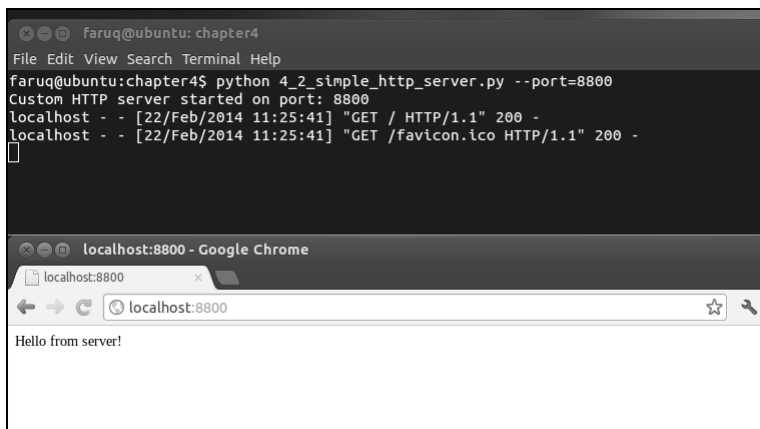 faruq@ubuntu: chapter4
File Edit View Search Terminal Help
faruq@ubuntu:chapter4$ python 4_2_simple_http_server.py --port=8800
Custom HTTP server started on port: 8800
localhost - - [22/Feb/2014 11:25:41] "GET / HTTP/1.1" 200 -
localhost - - [22/Feb/2014 11:25:41] "GET /favicon.ico HTTP/1.1" 200 -
localhost:8800 - Google Chrome
localhost:8800
localhost:8800
Hello from server!